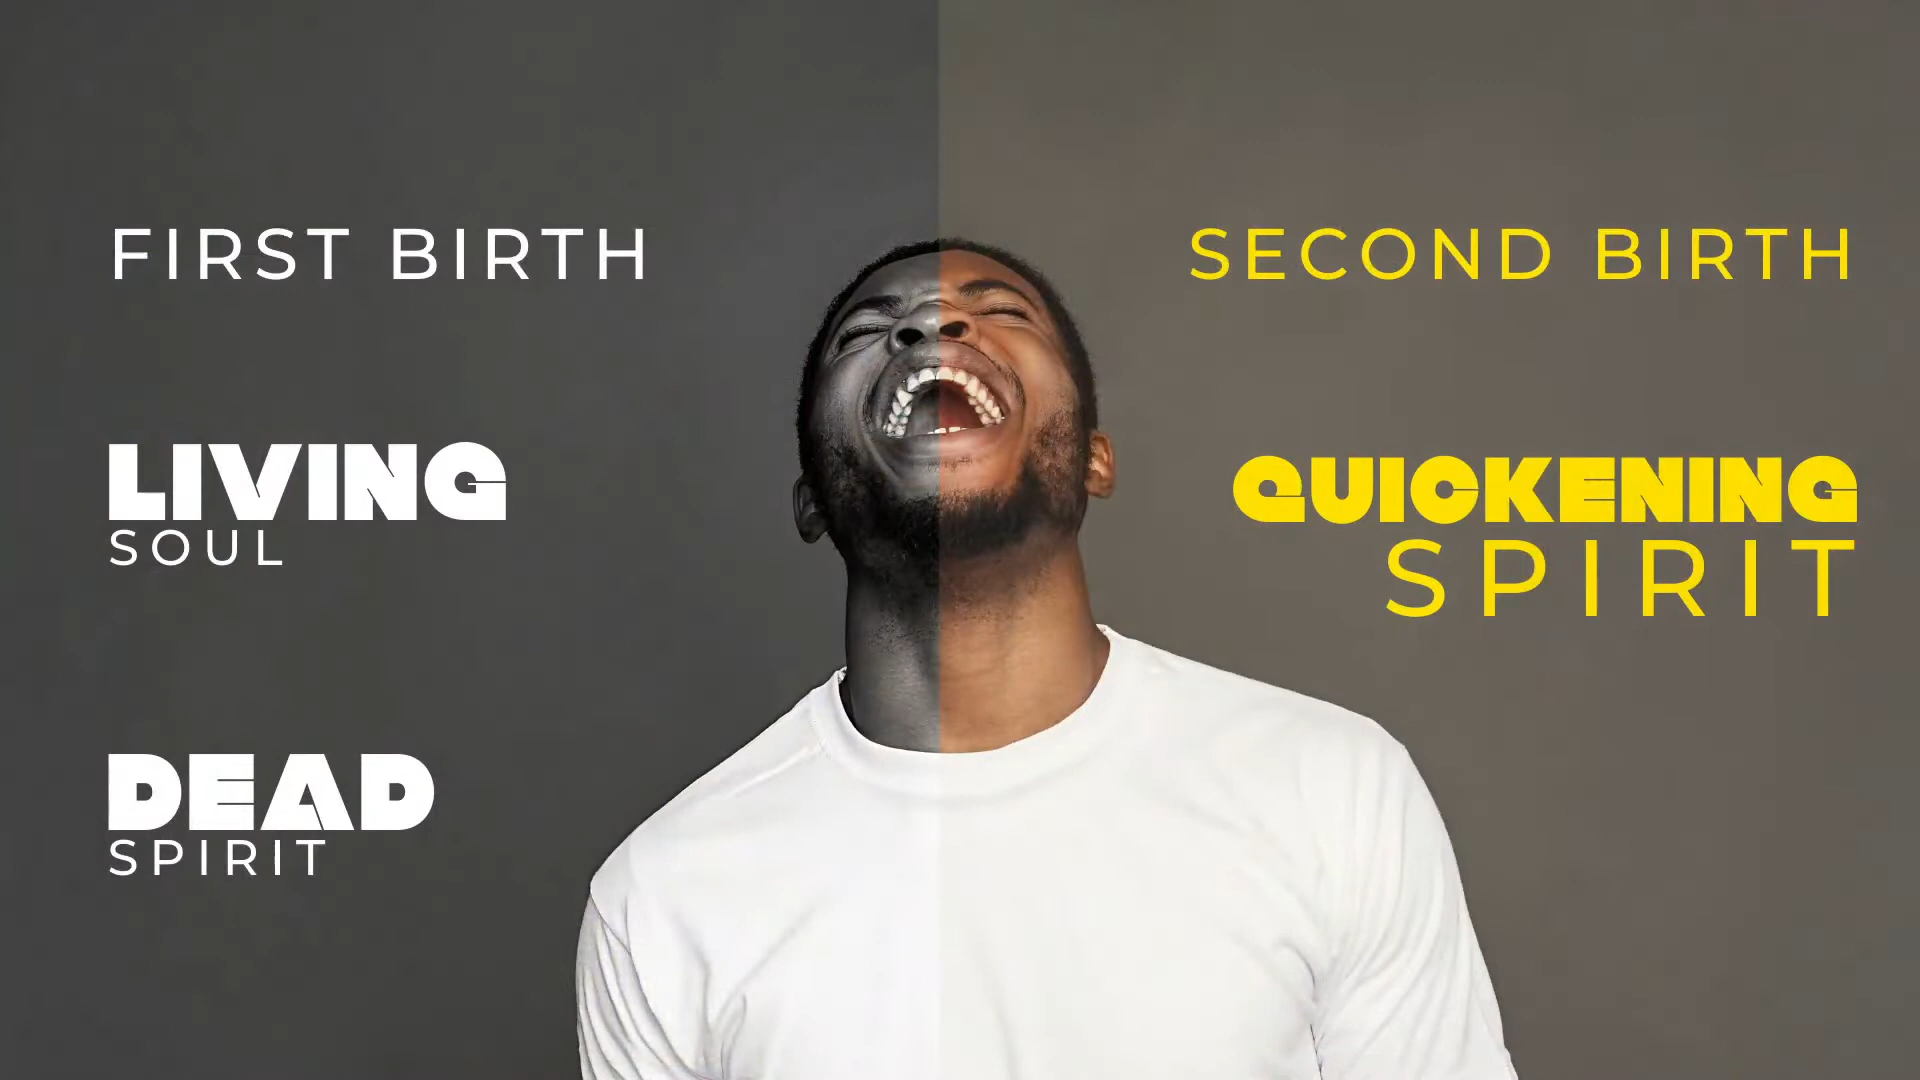 FIRST BIRTH
LIVING
SOUL
DEAD
SPIRIT
SECOND BIRTH
QUICKENING
SPIRIT